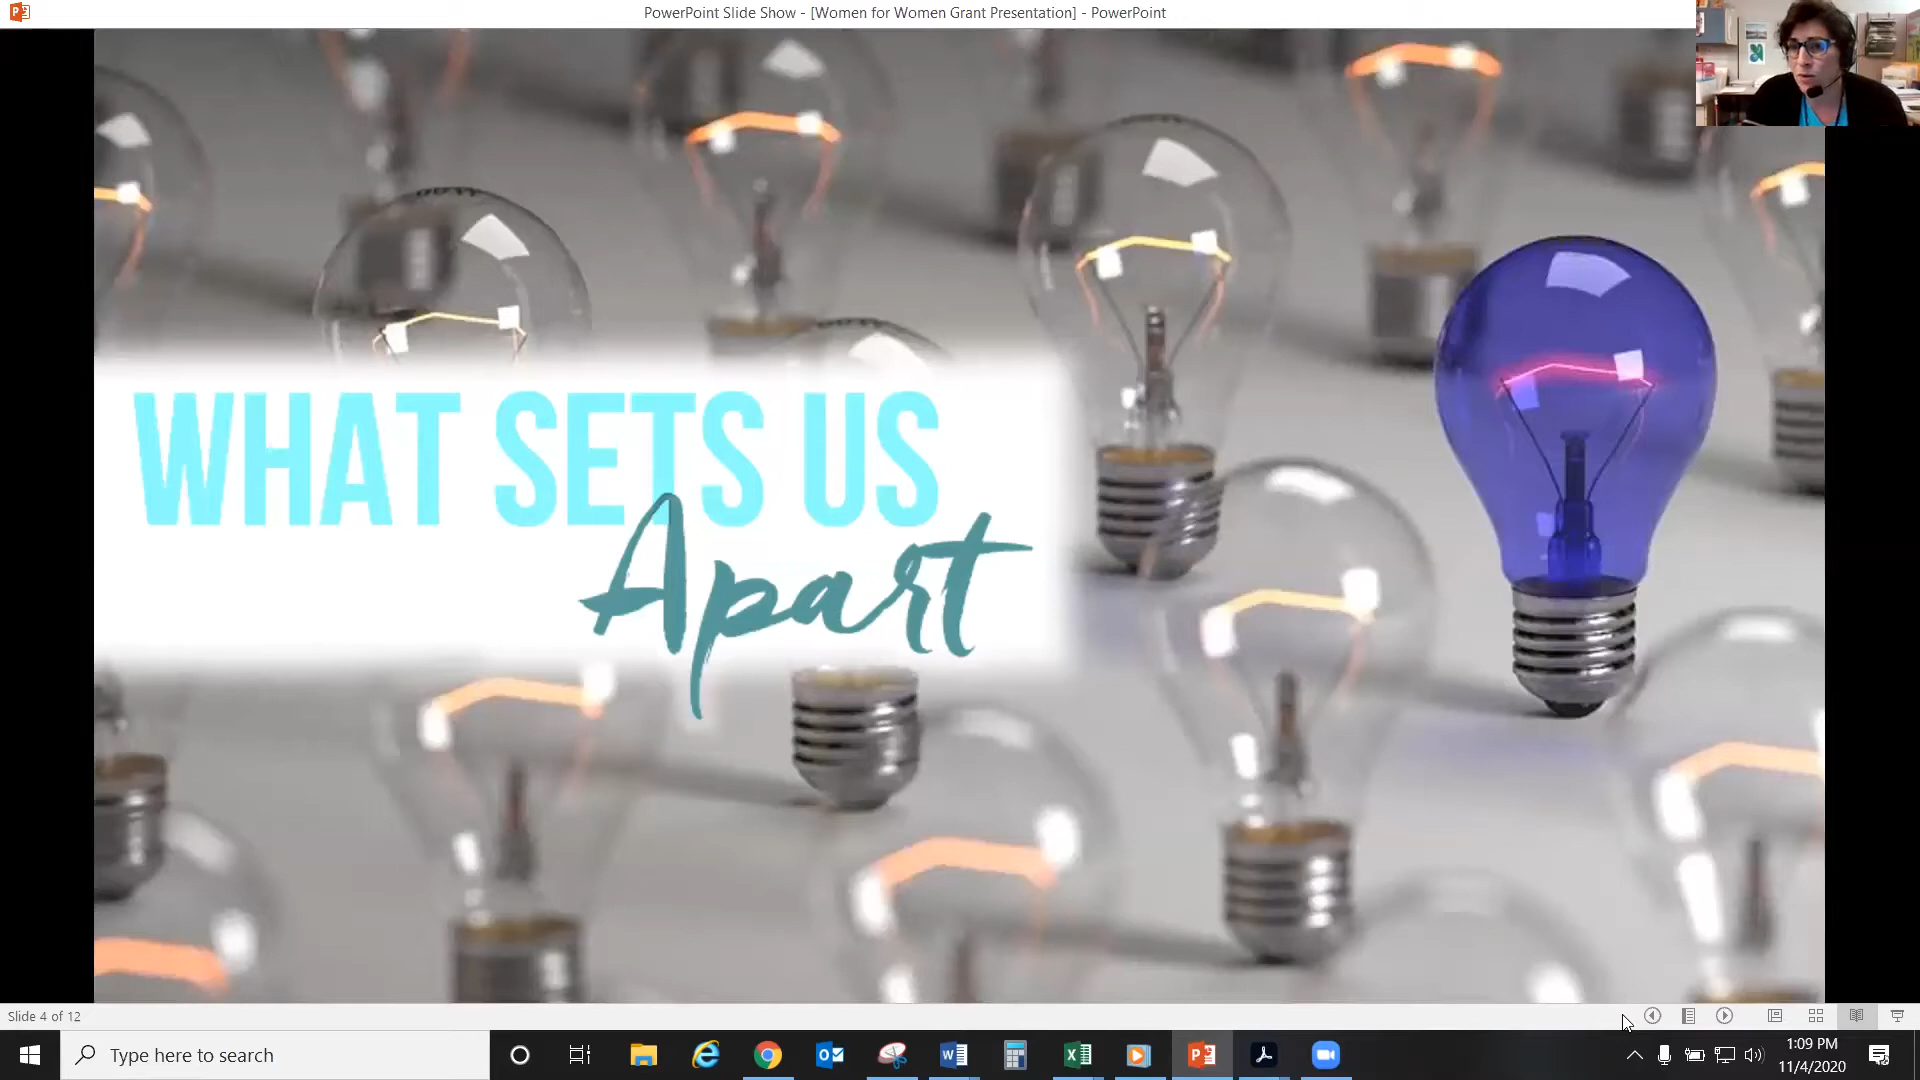 PowerPoint Slide Show - [Women for Women Grant Presentation] - PowerPoint
WHAT SETS US
Apart
Slide 4 of 12
Type here to search
1:09 PM
11/4/2020